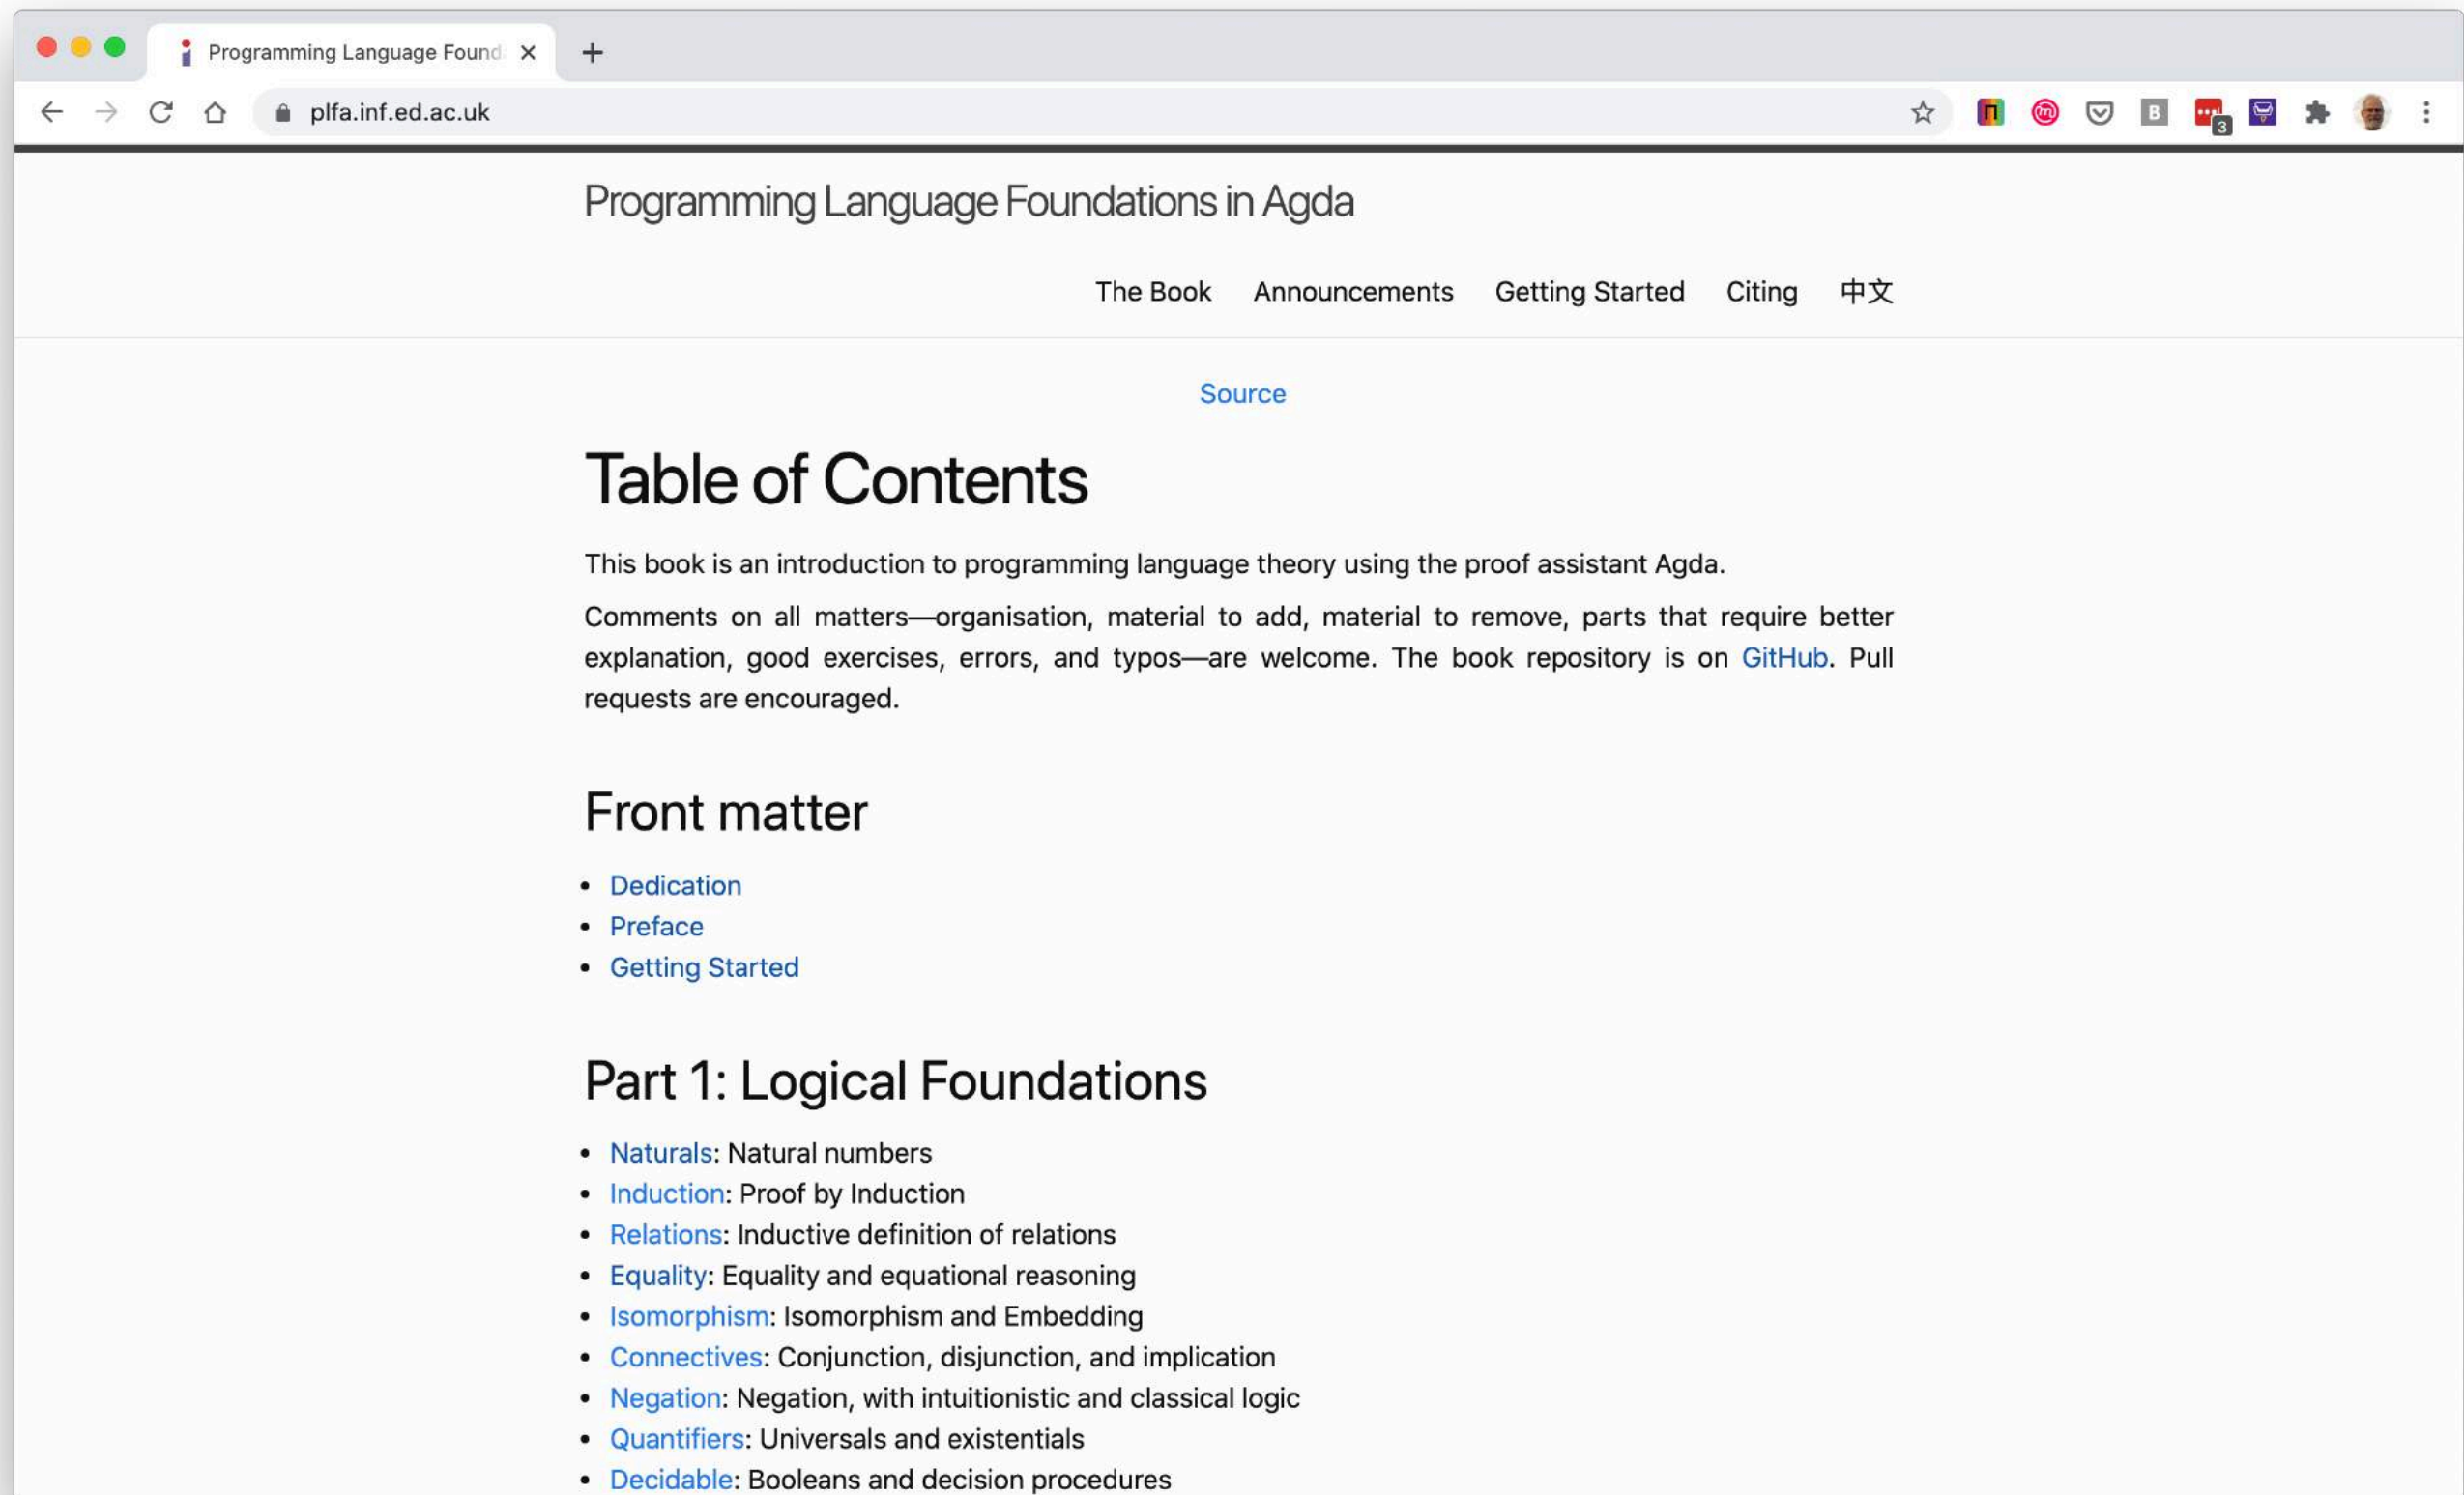 Programming Language Found
plfa.inf.ed.ac.uk
B
3
Programming Language Foundations in Agda
The Book Announcements Getting Started Citing 中文
Source
Table of Contents
This book is an introduction to programming language theory using the proof assistant Agda.
Comments on all matters—organisation, material to add, material to remove, parts that require better
explanation, good exercises, errors, and typos—are welcome. The book repository is on GitHub. Pull
requests are encouraged.
Front matter
• Dedication
• Preface
• Getting Started
Part 1: Logical Foundations
• Naturals: Natural numbers
• Induction: Proof by Induction
• Relations: Inductive definition of relations
• Equality: Equality and equational reasoning
• Isomorphism: Isomorphism and Embedding
• Connectives: Conjunction, disjunction, and implication
• Negation: Negation, with intuitionistic and classical logic
• Quantifiers: Universals and existentials
• Decidable: Booleans and decision procedures